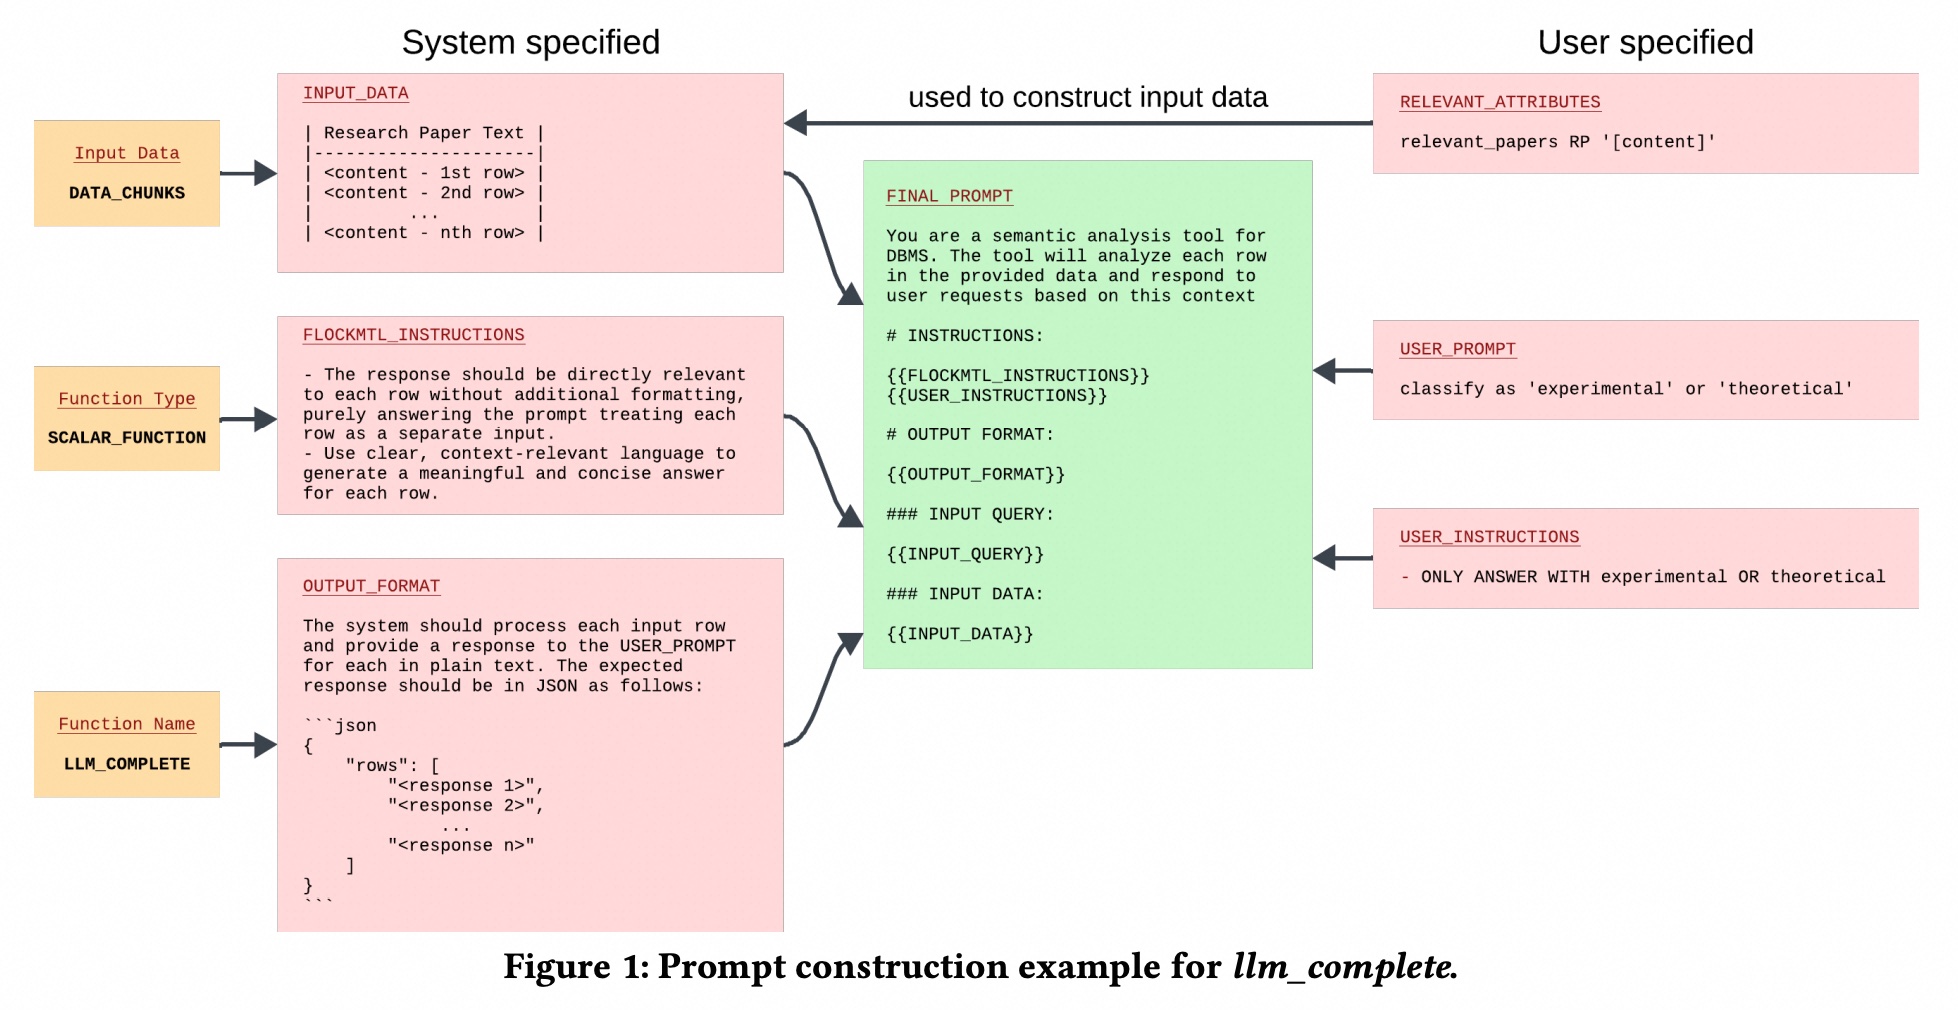 System specified
User specified
Input Data
DATA_CHUNKS
INPUT_DATA
| Research Paper Text |
|---------------------|
| <content - 1st row> |
| <content - 2nd row> |
|         ...         |
| <content - nth row> |
used to construct input data
RELEVANT_ATTRIBUTES
relevant_papers RP '[content]'
Function Type
SCALAR_FUNCTION
FLOCKMTL_INSTRUCTIONS
- The response should be directly relevant
to each row without additional formatting,
purely answering the prompt treating each
row as a separate input.
- Use clear, context-relevant language to
generate a meaningful and concise answer
for each row.
Function Name
LLM_COMPLETE
OUTPUT_FORMAT
The system should process each input row
and provide a response to the USER_PROMPT
for each in plain text. The expected
response should be in JSON as follows:
```json
{
    "rows": [
        "<response 1>",
        "<response 2>",
             ...
        "<response n>"
    ]
}
```
FINAL PROMPT
You are a semantic analysis tool for
DBMS. The tool will analyze each row
in the provided data and respond to
user requests based on this context
# INSTRUCTIONS:
{{FLOCKMTL_INSTRUCTIONS}}
{{USER_INSTRUCTIONS}}
# OUTPUT FORMAT:
{{OUTPUT_FORMAT}}
### INPUT QUERY:
{{INPUT_QUERY}}
### INPUT DATA:
{{INPUT_DATA}}
USER_PROMPT
classify as 'experimental' or 'theoretical'
USER_INSTRUCTIONS
- ONLY ANSWER WITH experimental OR theoretical
Figure 1: Prompt construction example for llm_complete.